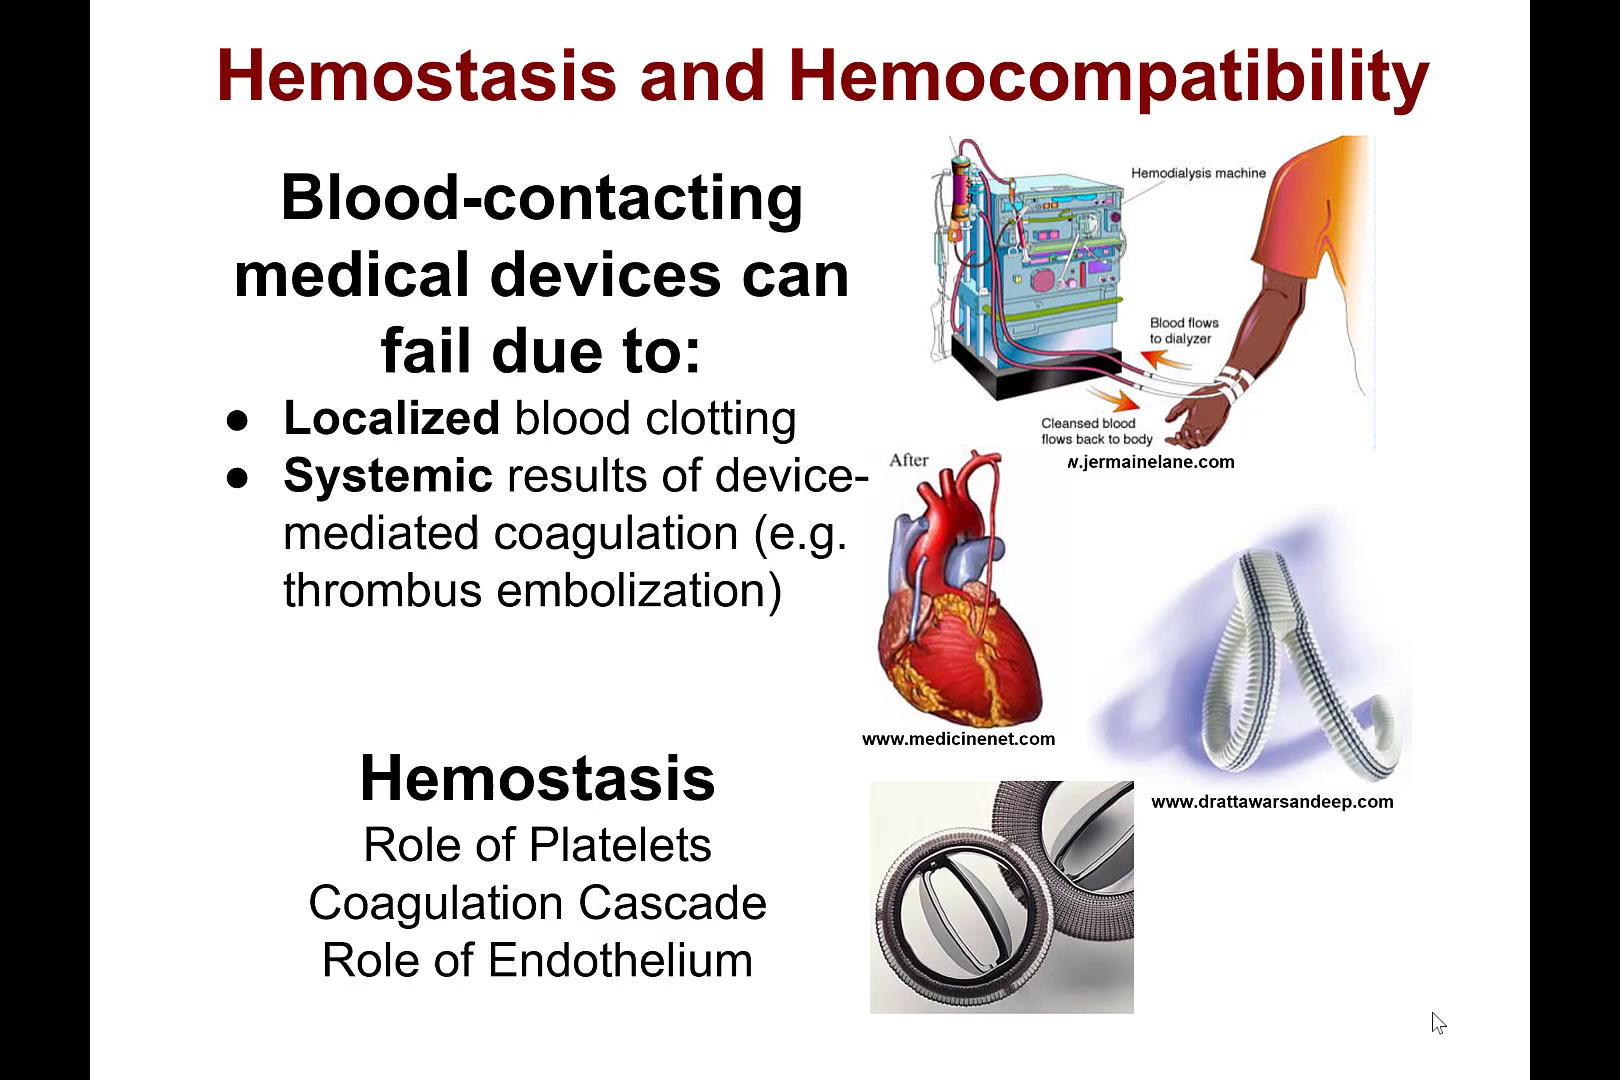 Hemostasis and Hemocompatibility
Blood-contacting
medical devices can
fail due to:
● Localized blood clotting
● Systemic results of device-
mediated coagulation (e.g.
thrombus embolization)
Hemostasis
Role of Platelets
Coagulation Cascade
Role of Endothelium
Hemodialysis machine
Blood flows
to dialyzer
Cleansed blood
flows back to body
w.jermainelane.com
After
www.medicinenet.com
www.drattawarsandeep.com